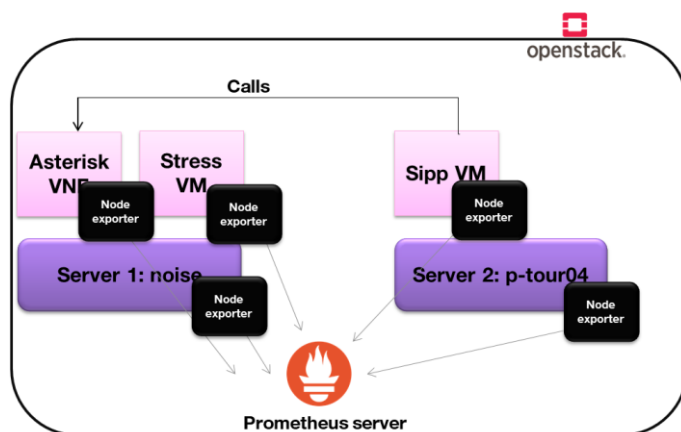 openstack.
Calls
Asterisk
VNF
Stress
VM
Sipp VM
Node
exporter
Node
exporter
Node
exporter
Server 1: noise
Server 2: p-tour04
Node
exporter
Node
exporter
Prometheus server